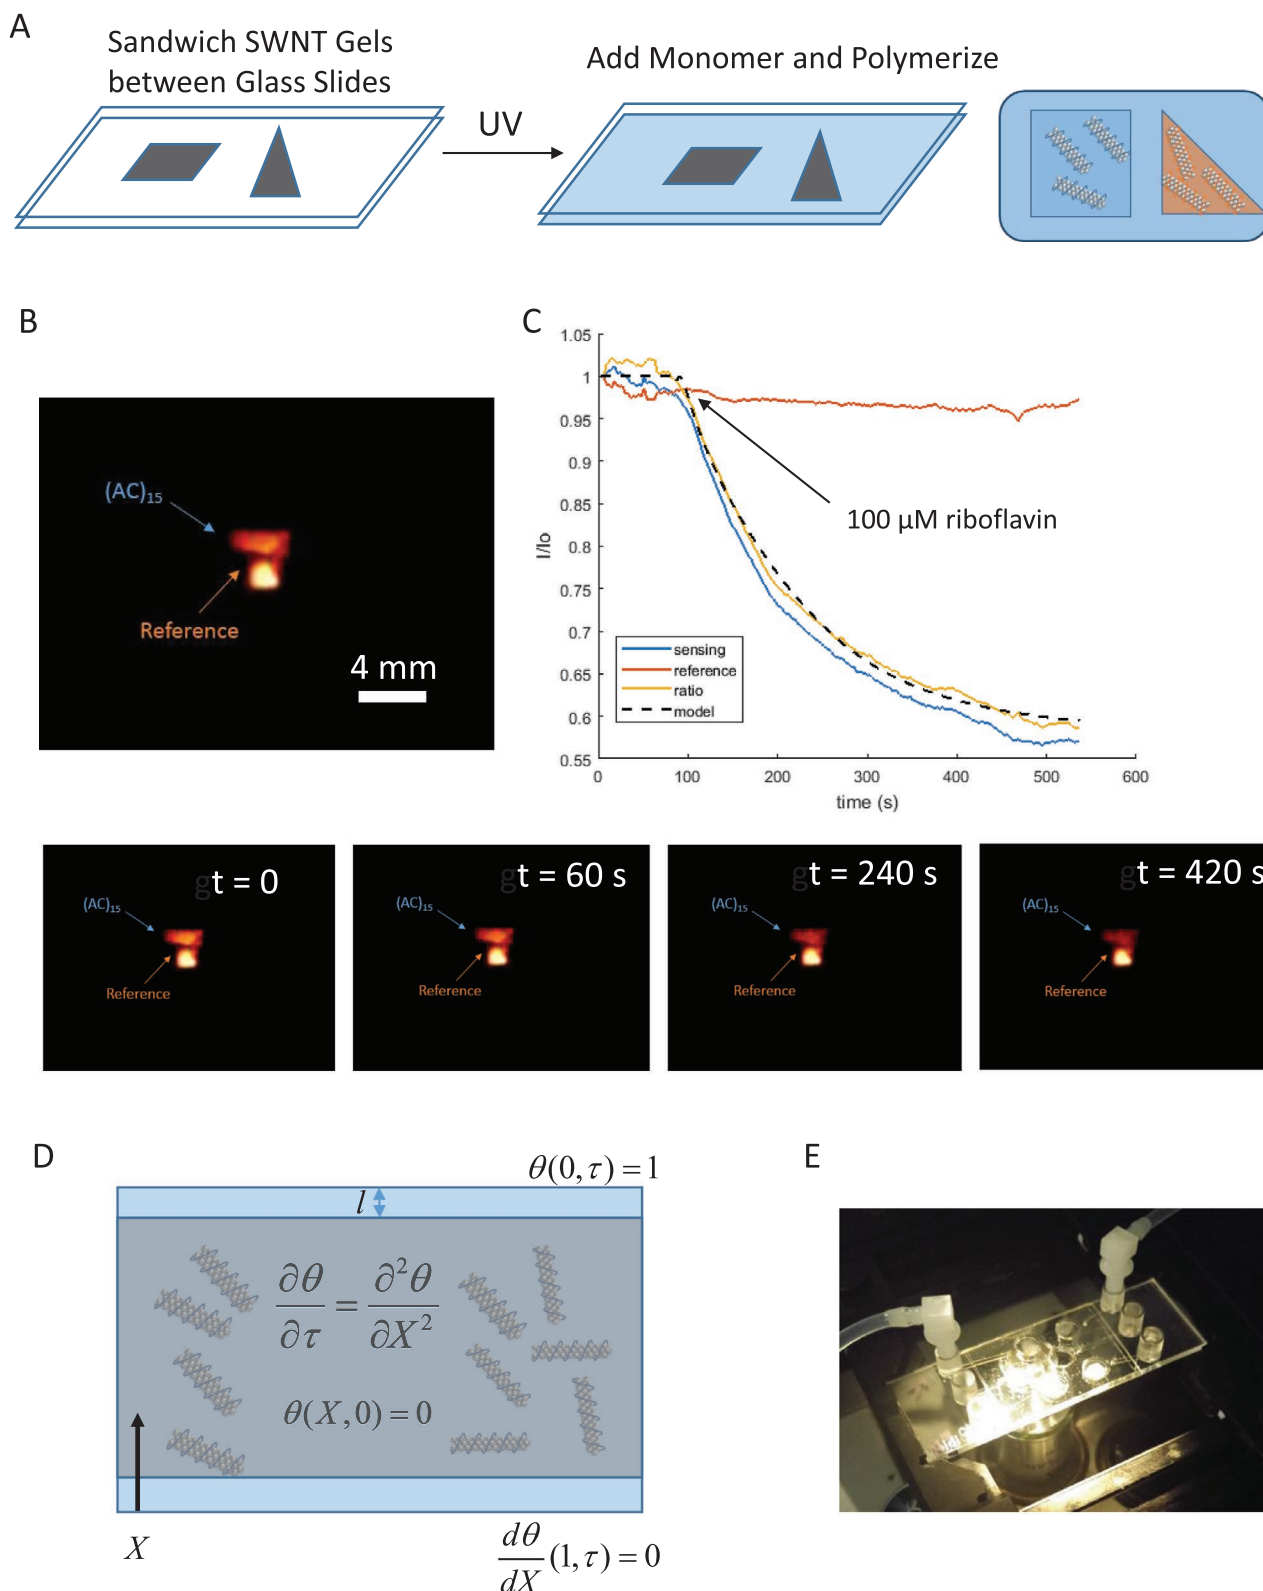 A
Sandwich SWNT Gels
between Glass Slides
UV
Add Monomer and Polymerize
B
(AC)₁₅
Reference
4 mm
C
1.05
1
0.95
0.9
0.85
0.8
0.75
0.7
0.65
0.6
0.55
I/Io
100 μM riboflavin
sensing
reference
ratio
model
0
100
200
300
400
500
600
time (s)
gt = 0
(AC)₁₅
Reference
gt = 60 s
(AC)₁₅
Reference
gt = 240 s
(AC)₁₅
Reference
gt = 420 s
(AC)₁₅
Reference
D
θ(0,τ)=1
l
∂θ/∂τ = ∂²θ/∂X²
θ(X,0)=0
X
dθ/dX (1,τ)=0
E